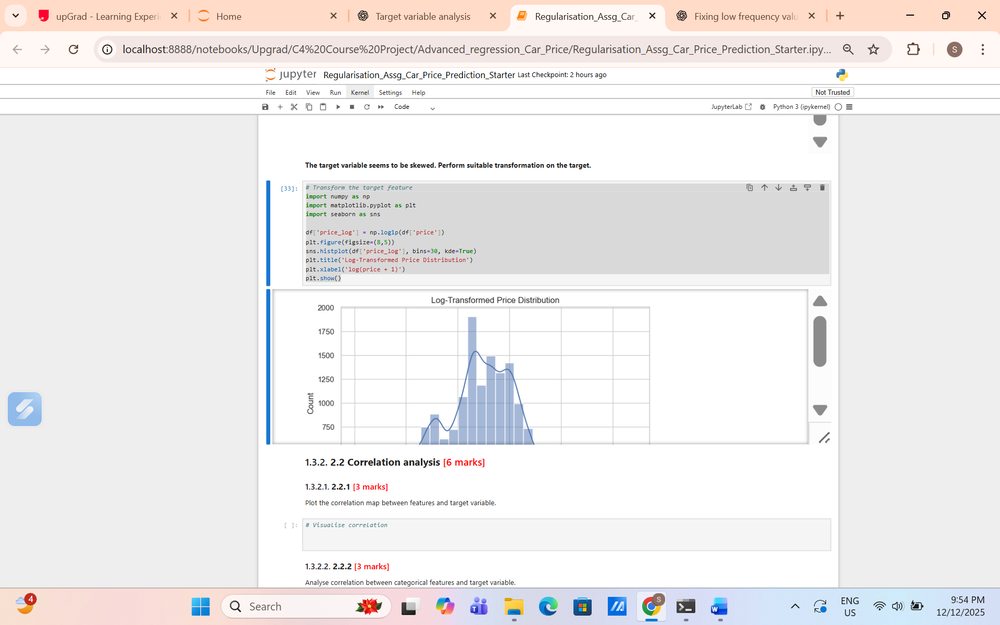 upGrad - Learning Experi
Home
Target variable analysis
Regularisation_Assg_Car_
Fixing low frequency valu
localhost:8888/notebooks/Upgrad/C4%20Course%20Project/Advanced_regression_Car_Price/Regularisation_Assg_Car_Price_Prediction_Starter.ipy...
S
jupyter Regularisation_Assg_Car_Price_Prediction_Starter Last Checkpoint: 2 hours ago
File Edit View Run Kernel Settings Help
Not Trusted
Code
JupyterLab
Python 3 (ipykernel)
The target variable seems to be skewed. Perform suitable transformation on the target.
[33]:
# Transform the target feature
import numpy as np
import matplotlib.pyplot as plt
import seaborn as sns
df['price_log'] = np.log1p(df['price'])
plt.figure(figsize=(8,5))
sns.histplot(df['price_log'], bins=30, kde=True)
plt.title('Log-Transformed Price Distribution')
plt.xlabel('log(price + 1)')
plt.show()
Log-Transformed Price Distribution
2000
1750
1500
1250
1000
750
Count
1.3.2. 2.2 Correlation analysis [6 marks]
1.3.2.1. 2.2.1 [3 marks]
Plot the correlation map between features and target variable.
[ ]:
# Visualise correlation
1.3.2.2. 2.2.2 [3 marks]
Analyse correlation between categorical features and target variable.
4
Search
T
S
W
ENG
US
9:54 PM
12/12/2025